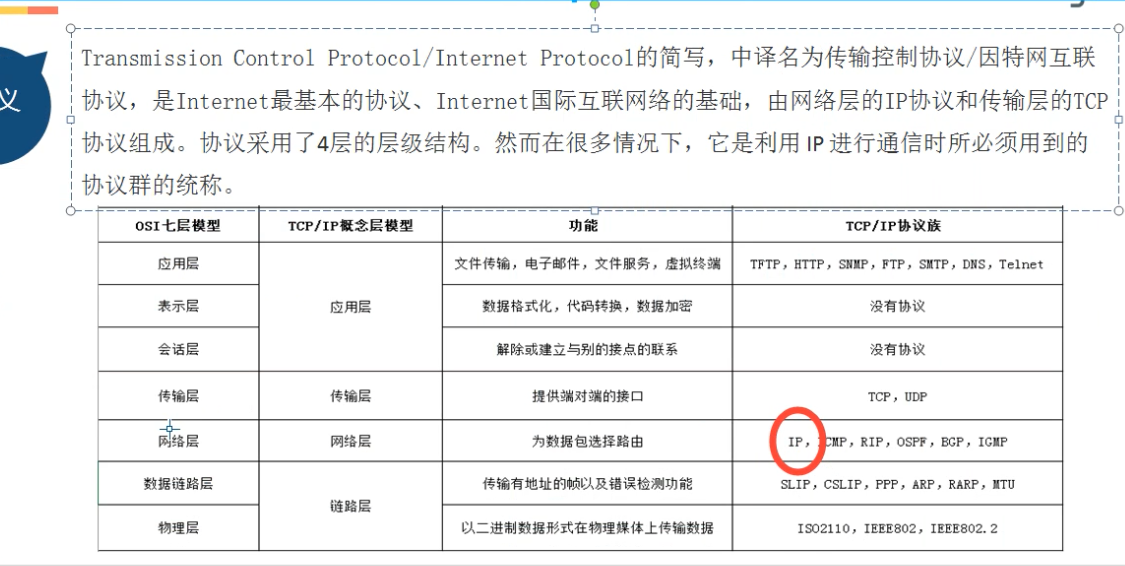 义
Transmission Control Protocol/Internet Protocol的简写，中译名为传输控制协议/因特网互联
协议，是Internet最基本的协议、Internet国际互联网络的基础，由网络层的IP协议和传输层的TCP
协议组成。协议采用了4层的层级结构。然而在很多情况下，它是利用 IP 进行通信时所必须用到的
协议群的统称。
OSI七层模型 TCP/IP概念层模型 功能 TCP/IP协议族
应用层 文件传输，电子邮件，文件服务，虚拟终端 TFTP，HTTP，SNMP，FTP，SMTP，DNS，Telnet
表示层 应用层 数据格式化，代码转换，数据加密 没有协议
会话层 解除或建立与别的接点的联系 没有协议
传输层 传输层 提供端对端的接口 TCP，UDP
网络层 网络层 为数据包选择路由 IP，ICMP，RIP，OSPF，BGP，IGMP
数据链路层 传输有地址的帧以及错误检测功能 SLIP，CSLIP，PPP，ARP，RARP，MTU
链路层
物理层 以二进制数据形式在物理媒体上传输数据 ISO2110，IEEE802，IEEE802.2